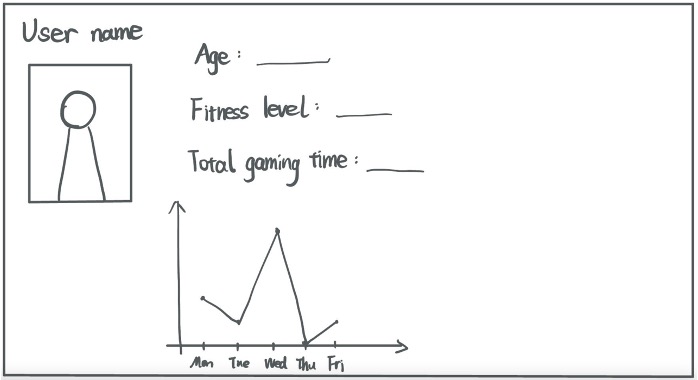 User name
Age:
Fitness level:
Total gaming time:
Mon Tue Wed Thu Fri